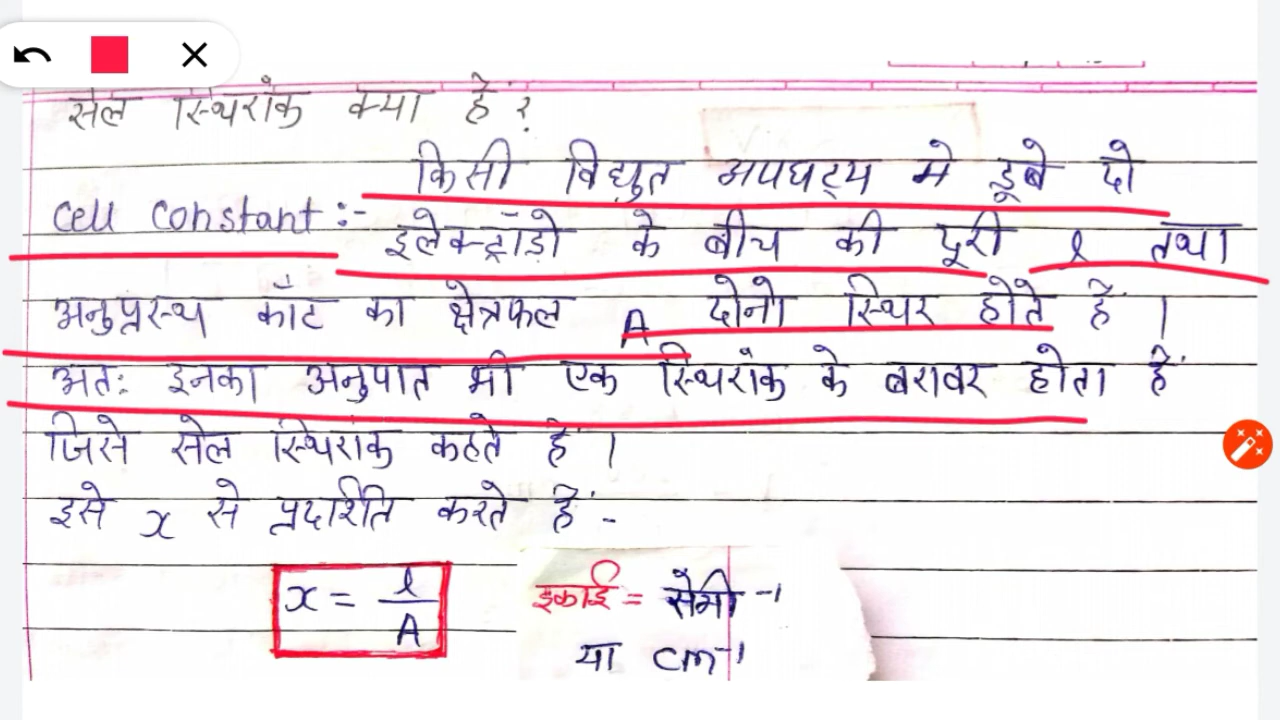 सेल स्थिरांक क्या है ?
किसी विद्युत अपघट्य मे डूबे दो
cell constant :- इलेक्ट्रॉडो के बीच की दूरी l तथा
अनुप्रस्थ काँट का क्षेत्रफल A दोनो स्थिर होते हैं |
अतः इनका अनुपात भी एक स्थिरांक के बराबर होता है
जिसे सेल स्थिरांक कहते हैं |
इसे x से प्रदर्शित करते हैं -
x = l/A
इकाई = सेमी⁻¹
या cm⁻¹